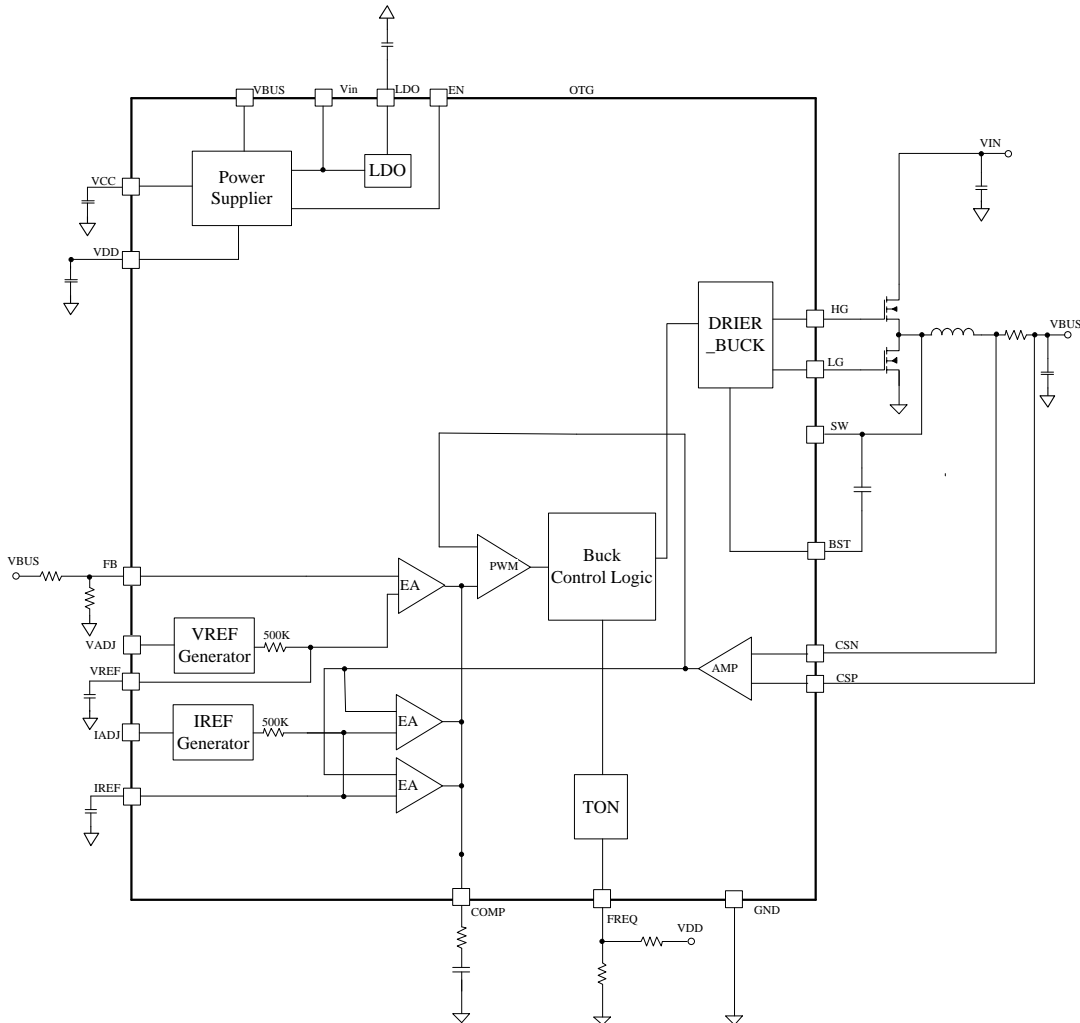 VBUS
Vin
LDO
EN
OTG
VIN
VCC
Power
Supplier
LDO
VDD
DRIER
_BUCK
HG
VBUS
LG
SW
BST
VBUS
FB
EA
PWM
Buck
Control Logic
VADJ
VREF
Generator
500K
CSN
VREF
AMP
CSP
IADJ
IREF
Generator
500K
EA
IREF
EA
TON
COMP
FREQ
GND
VDD